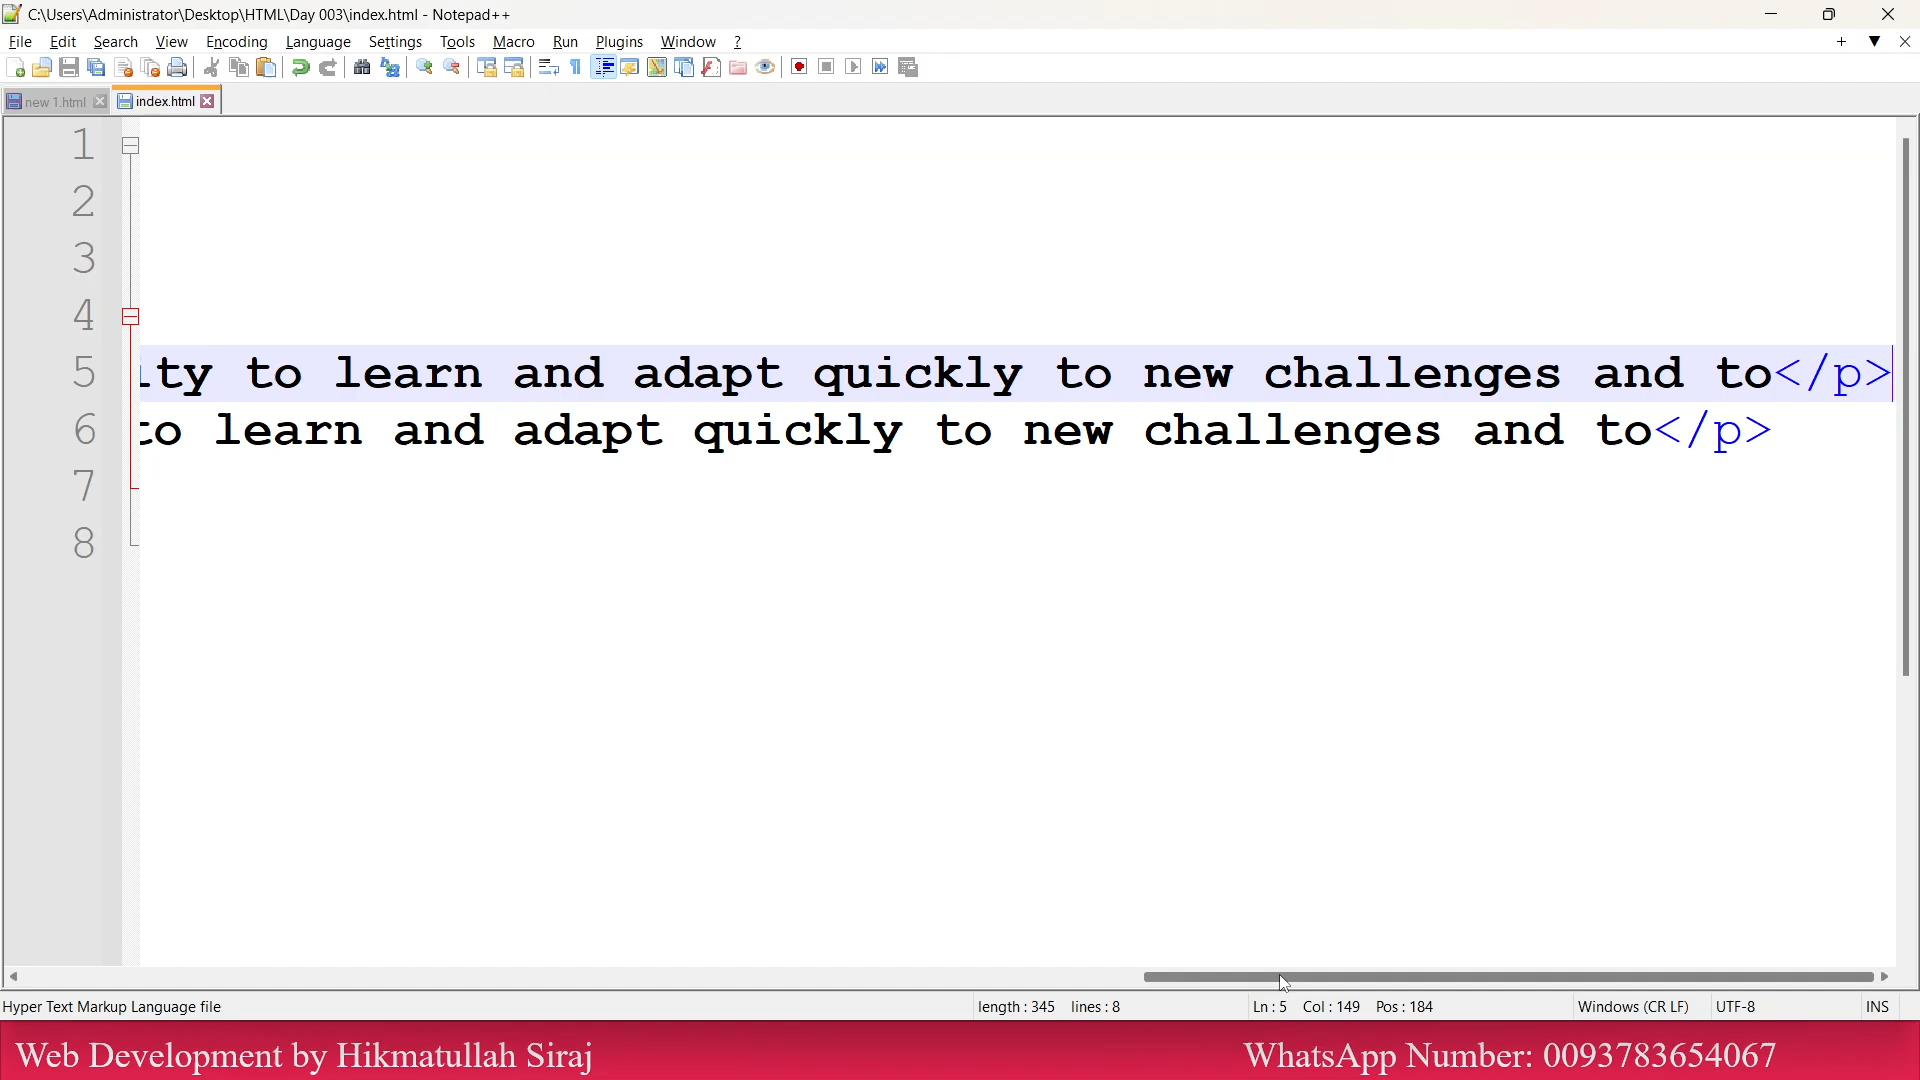 C:\Users\Administrator\Desktop\HTML\Day 003\index.html - Notepad++
File Edit Search View Encoding Language Settings Tools Macro Run Plugins Window ?
new 1.html index.html
1
2
3
4
5 ity to learn and adapt quickly to new challenges and to</p>
6 to learn and adapt quickly to new challenges and to</p>
7
8
Hyper Text Markup Language file length : 345 lines : 8 Ln : 5 Col : 149 Pos : 184 Windows (CR LF) UTF-8 INS
Web Development by Hikmatullah Siraj WhatsApp Number: 0093783654067